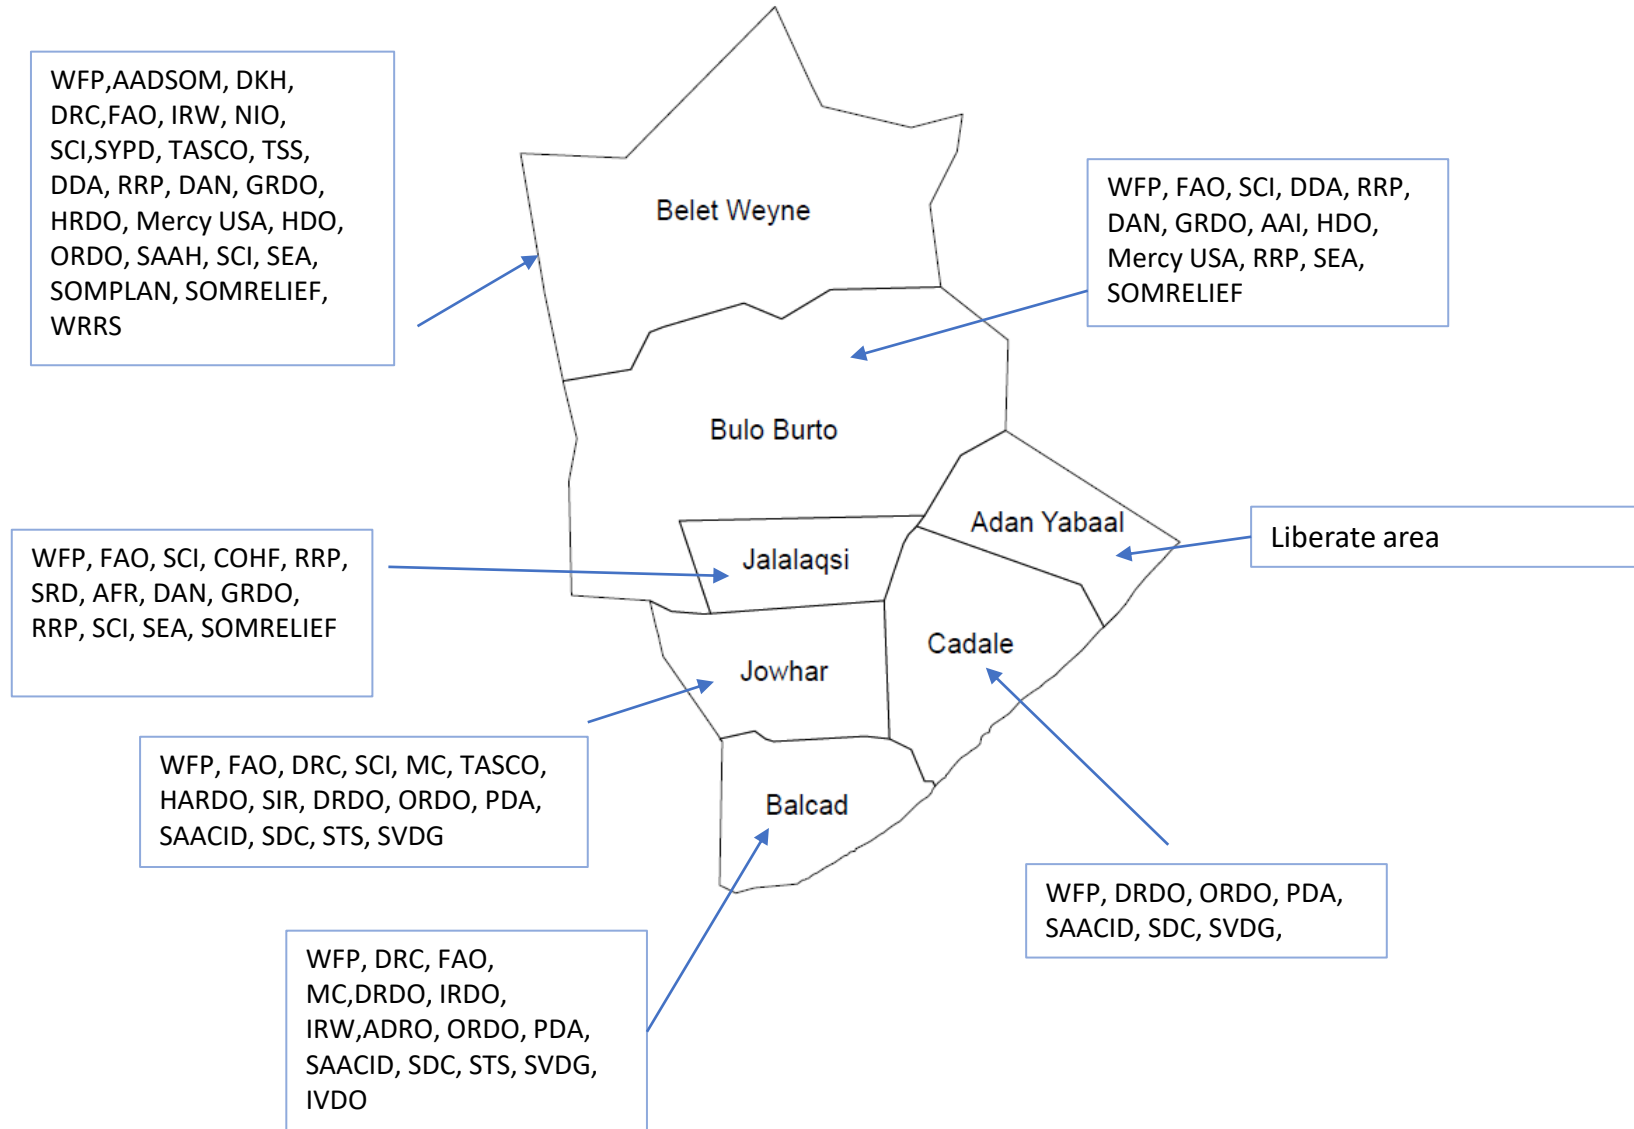 WFP,AADSOM, DKH,
DRC,FAO, IRW, NIO,
SCI,SYPD, TASCO, TSS,
DDA, RRP, DAN, GRDO,
HRDO, Mercy USA, HDO,
ORDO, SAAH, SCI, SEA,
SOMPLAN, SOMRELIEF,
WRRS
Belet Weyne
WFP, FAO, SCI, DDA, RRP,
DAN, GRDO, AAI, HDO,
Mercy USA, RRP, SEA,
SOMRELIEF
Bulo Burto
Adan Yabaal
Liberate area
WFP, FAO, SCI, COHF, RRP,
SRD, AFR, DAN, GRDO,
RRP, SCI, SEA, SOMRELIEF
Jalalaqsi
Cadale
Jowhar
WFP, FAO, DRC, SCI, MC, TASCO,
HARDO, SIR, DRDO, ORDO, PDA,
SAACID, SDC, STS, SVDG
Balcad
WFP, DRDO, ORDO, PDA,
SAACID, SDC, SVDG,
WFP, DRC, FAO,
MC,DRDO, IRDO,
IRW,ADRO, ORDO, PDA,
SAACID, SDC, STS, SVDG,
IVDO